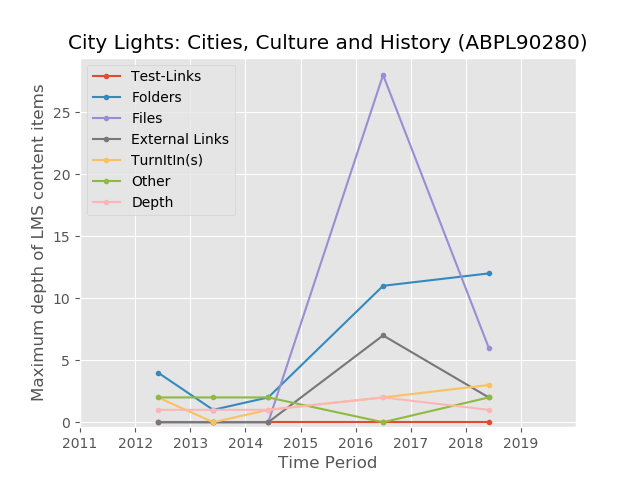 City Lights: Cities, Culture and History (ABPL90280)
Test-Links
Folders
Files
External Links
TurnItIn(s)
Other
Depth
Maximum depth of LMS content items
25
20
15
10
5
0
2011 2012 2013 2014 2015 2016 2017 2018 2019
Time Period